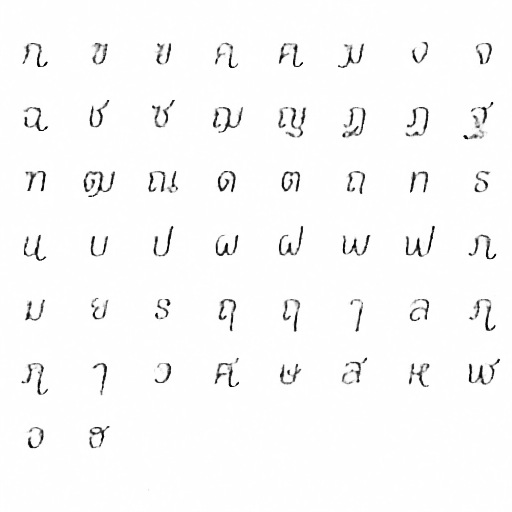 ก ข ฃ ค ฅ ฆ ง จ
ฉ ช ซ ฌ ญ ฎ ฏ ฐ
ฑ ฒ ณ ด ต ถ ท ธ
น บ ป ผ ฝ พ ฟ ภ
ม ย ร ฤ ฤ ๅ ล ฦ
ฦ ๅ ว ศ ษ ส ห ฬ
อ ฮ